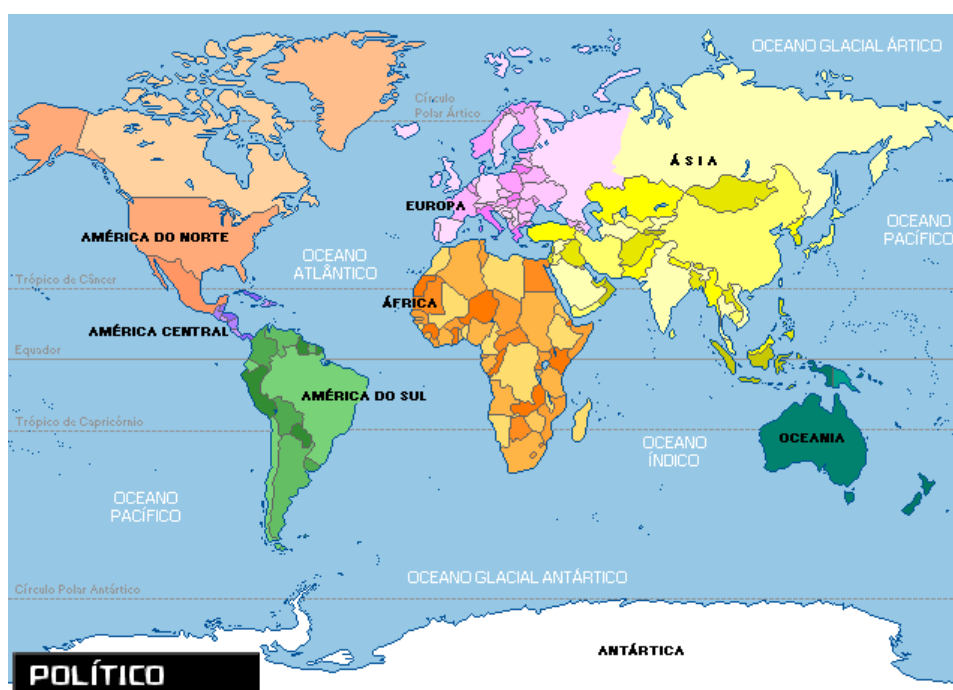 OCEANO GLACIAL ÁRTICO
Círculo
Polar Ártico
ÁSIA
EUROPA
OCEANO
PACÍFICO
AMÉRICA DO NORTE
OCEANO
ATLÂNTICO
Trópico de Câncer
ÁFRICA
AMÉRICA CENTRAL
Equador
AMÉRICA DO SUL
Trópico de Capricórnio
OCEANIA
OCEANO
ÍNDICO
OCEANO
PACÍFICO
OCEANO GLACIAL ANTÁRTICO
Círculo Polar Antártico
ANTÁRTICA
POLÍTICO